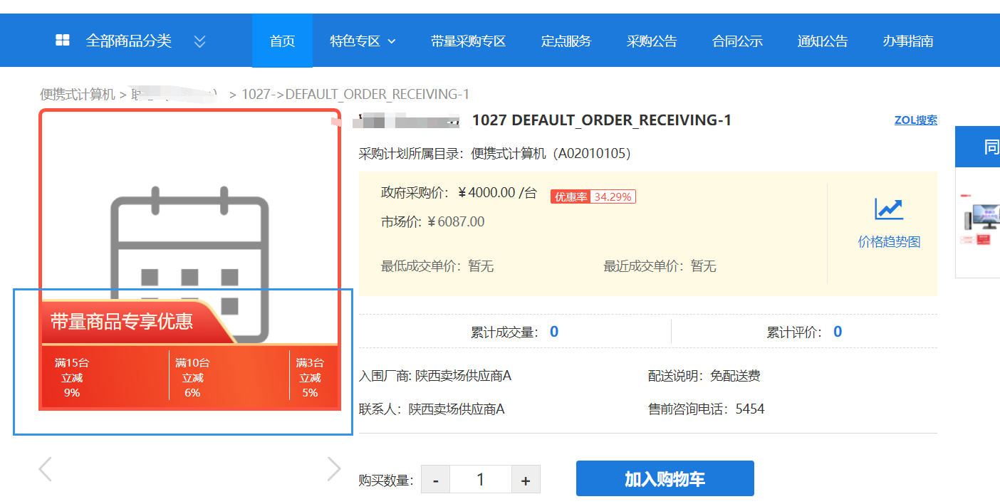 全部商品分类 首页 特色专区 带量采购专区 定点服务 采购公告 合同公示 通知公告 办事指南
便携式计算机 > > 1027->DEFAULT_ORDER_RECEIVING-1
1027 DEFAULT_ORDER_RECEIVING-1
ZOL搜索
采购计划所属目录：便携式计算机（A02010105）
同
政府采购价：￥4000.00 /台 优惠率 34.29%
市场价: ￥6087.00
价格趋势图
最低成交单价：暂无 最近成交单价：暂无
带量商品专享优惠
满15台 满10台 满3台
立减 立减 立减
9% 6% 5%
累计成交量： 0 累计评价： 0
入围厂商: 陕西卖场供应商A 配送说明：免配送费
联系人：陕西卖场供应商A 售前咨询电话：5454
购买数量: - 1 + 加入购物车